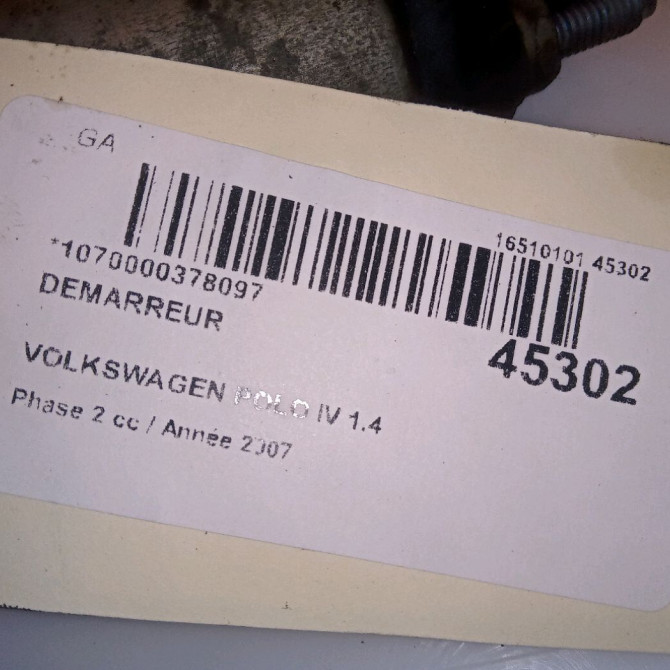 GA
16510101 45302
*1070000378097
DEMARREUR
45302
VOLKSWAGEN POLO IV 1.4
Phase 2 cc / Année 2007